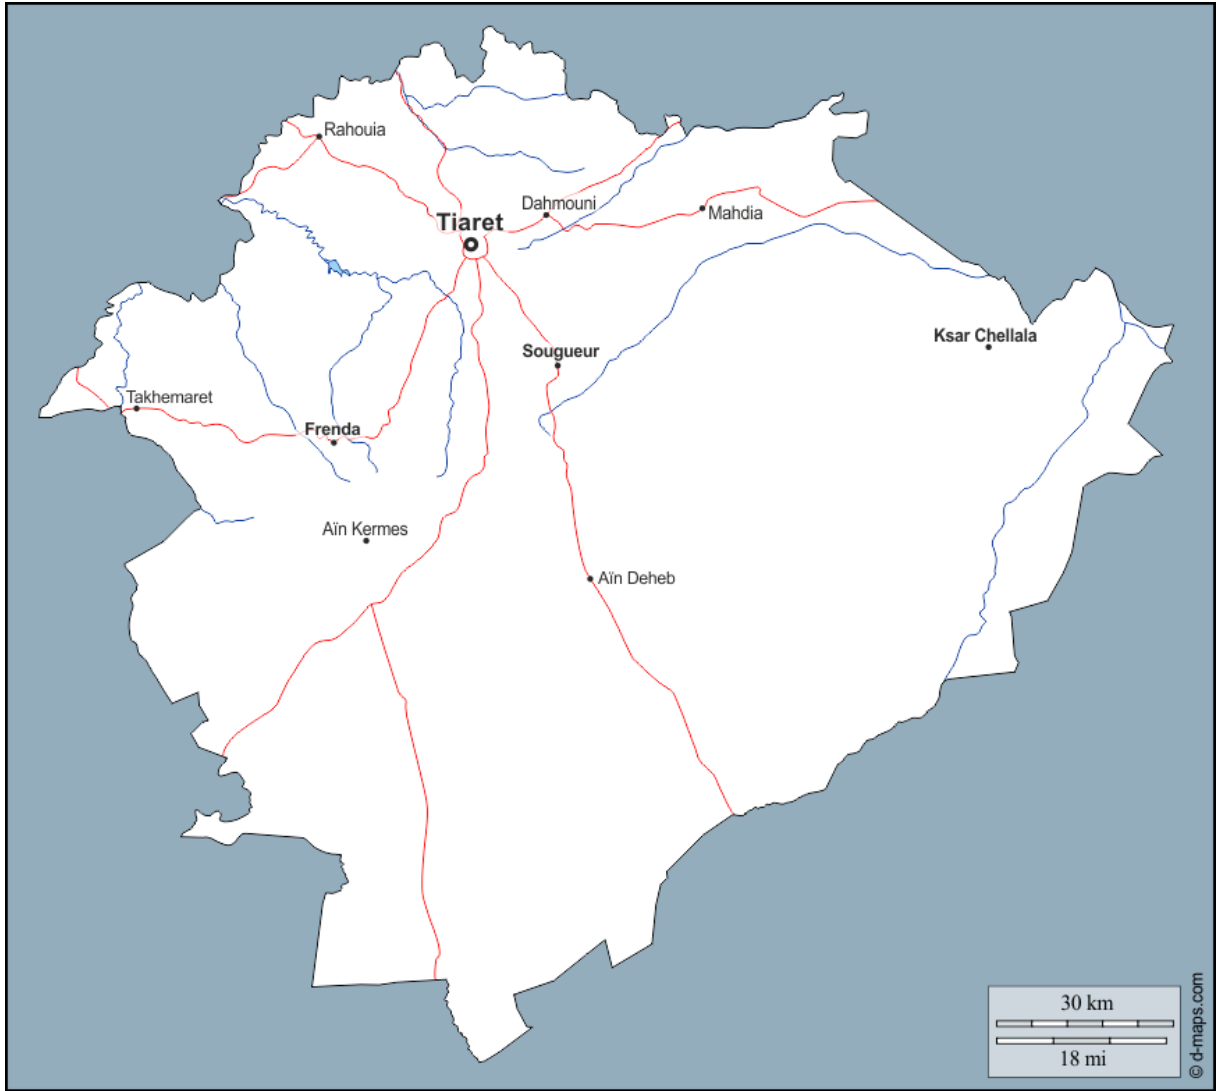 Rahouia
Dahmouni
Mahdia
Tiaret
Ksar Chellala
Sougueur
Takhemaret
Frenda
Aïn Kermes
Aïn Deheb
30 km
18 mi
© d-maps.com